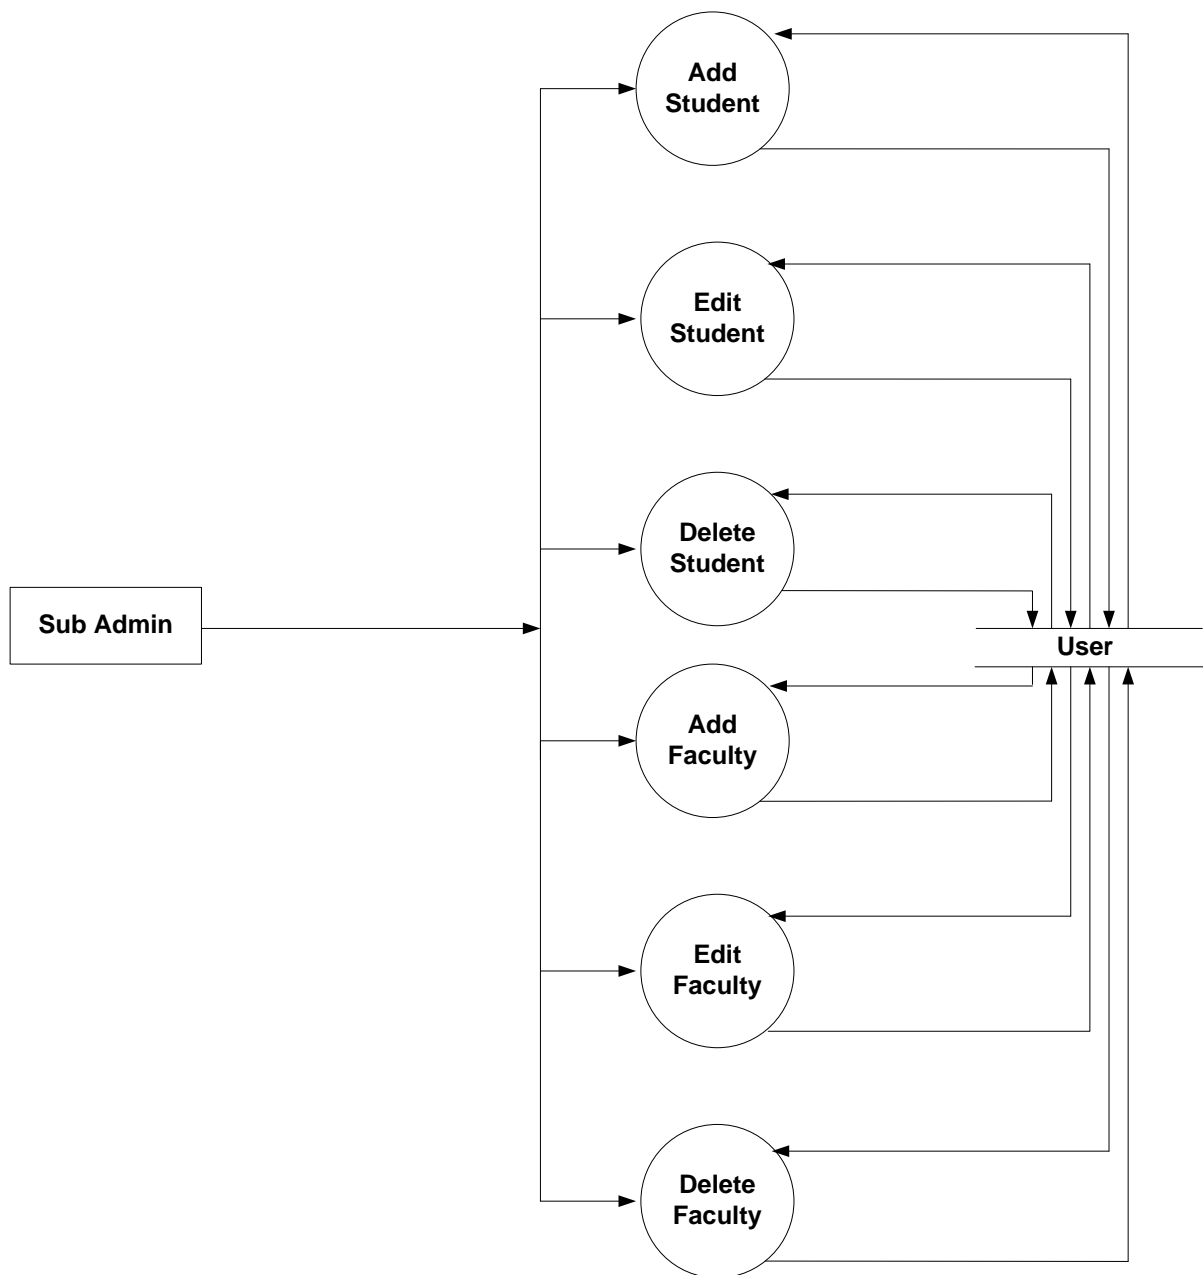 Add
Student
Edit
Student
Delete
Student
Sub Admin
User
Add
Faculty
Edit
Faculty
Delete
Faculty